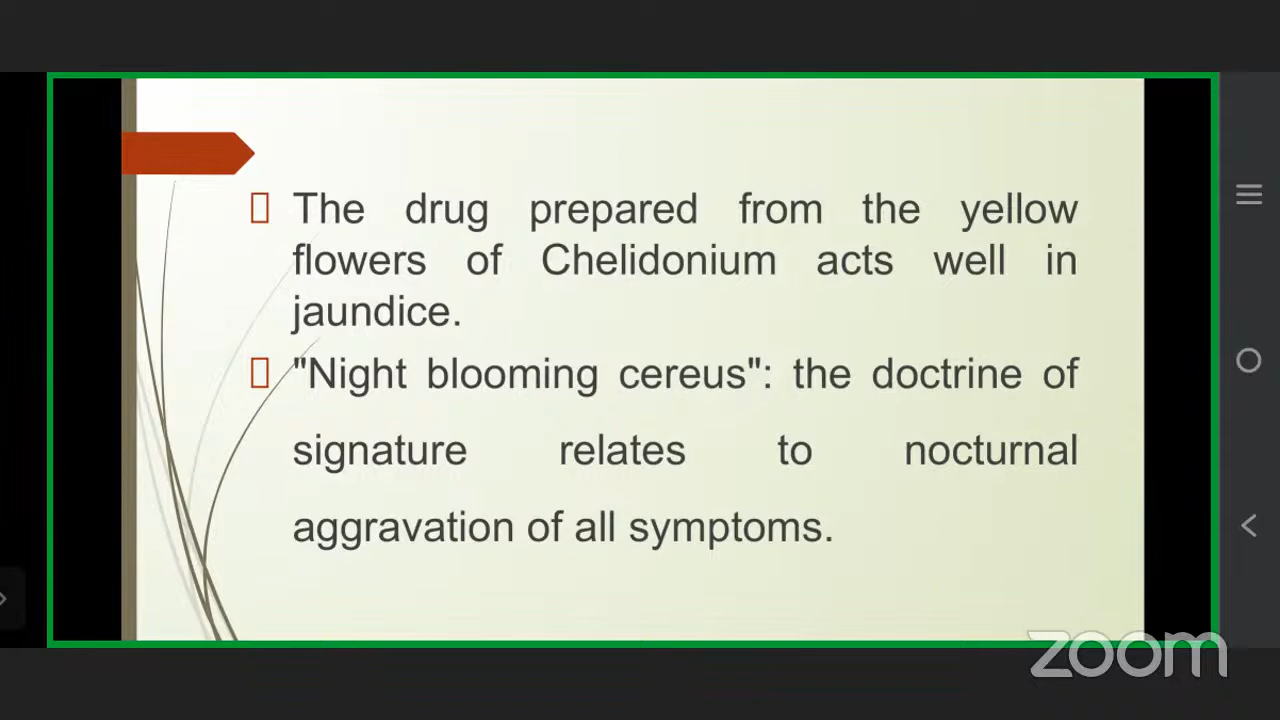 The drug prepared from the yellow
flowers of Chelidonium acts well in
jaundice.
"Night blooming cereus": the doctrine of
signature relates to nocturnal
aggravation of all symptoms.
zoom